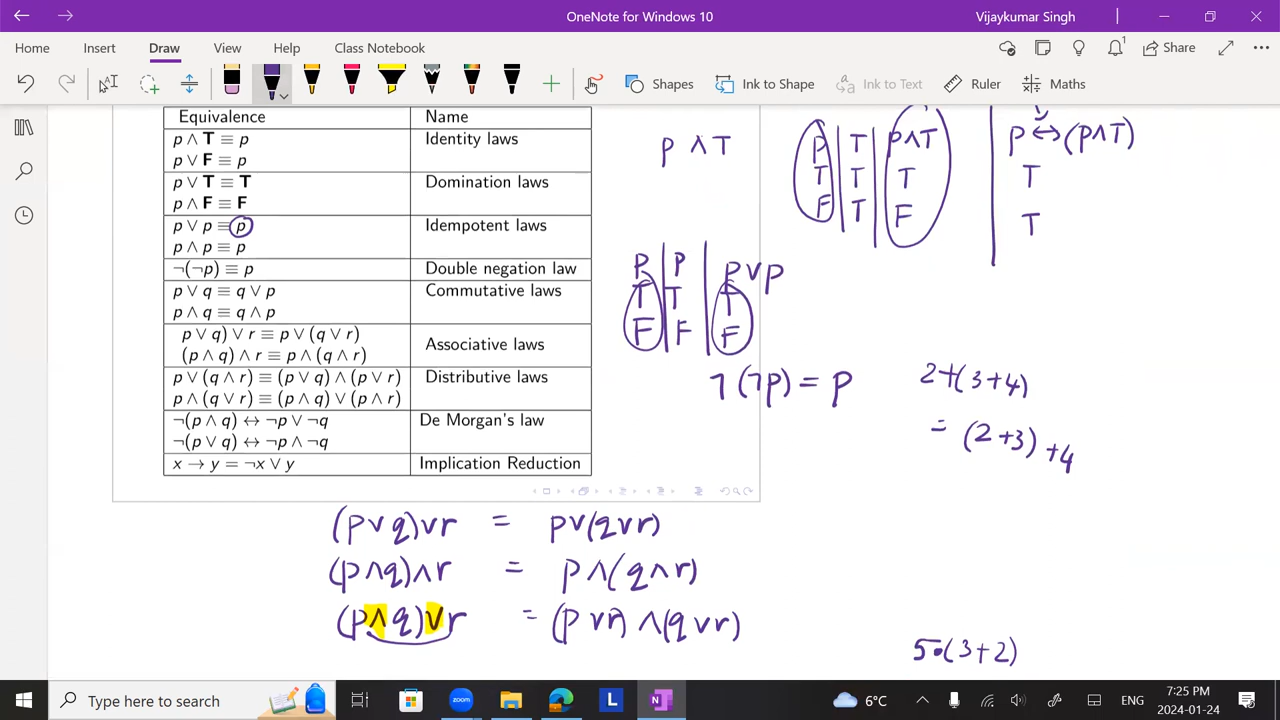 OneNote for Windows 10
Vijaykumar Singh
Home Insert Draw View Help Class Notebook
Share
Shapes Ink to Shape Ink to Text Ruler Maths
Equivalence Name
p ∧ T ≡ p Identity laws
p ∨ F ≡ p
p ∨ T ≡ T Domination laws
p ∧ F ≡ F
p ∨ p ≡ p Idempotent laws
p ∧ p ≡ p
¬(¬p) ≡ p Double negation law
p ∨ q ≡ q ∨ p Commutative laws
p ∧ q ≡ q ∧ p
p ∨ q) ∨ r ≡ p ∨ (q ∨ r) Associative laws
(p ∧ q) ∧ r ≡ p ∧ (q ∧ r)
p ∨ (q ∧ r) ≡ (p ∨ q) ∧ (p ∨ r) Distributive laws
p ∧ (q ∨ r) ≡ (p ∧ q) ∨ (p ∧ r)
¬(p ∧ q) ↔ ¬p ∨ ¬q De Morgan's law
¬(p ∨ q) ↔ ¬p ∧ ¬q
x → y = ¬x ∨ y Implication Reduction
p ∧ T
P T p∧T P ↔ (p∧T)
T T T T
F T F T
P P p∨p
T T T
F F F
¬(¬p) = p
2+(3+4)
= (2+3)+4
(p∨q)∨r = p∨(q∨r)
(p∧q)∧r = p∧(q∧r)
(p∧q)∨r = (p∨r)∧(q∨r)
5•(3+2)
Type here to search
zoom
L
N
6°C
ENG
7:25 PM
2024-01-24